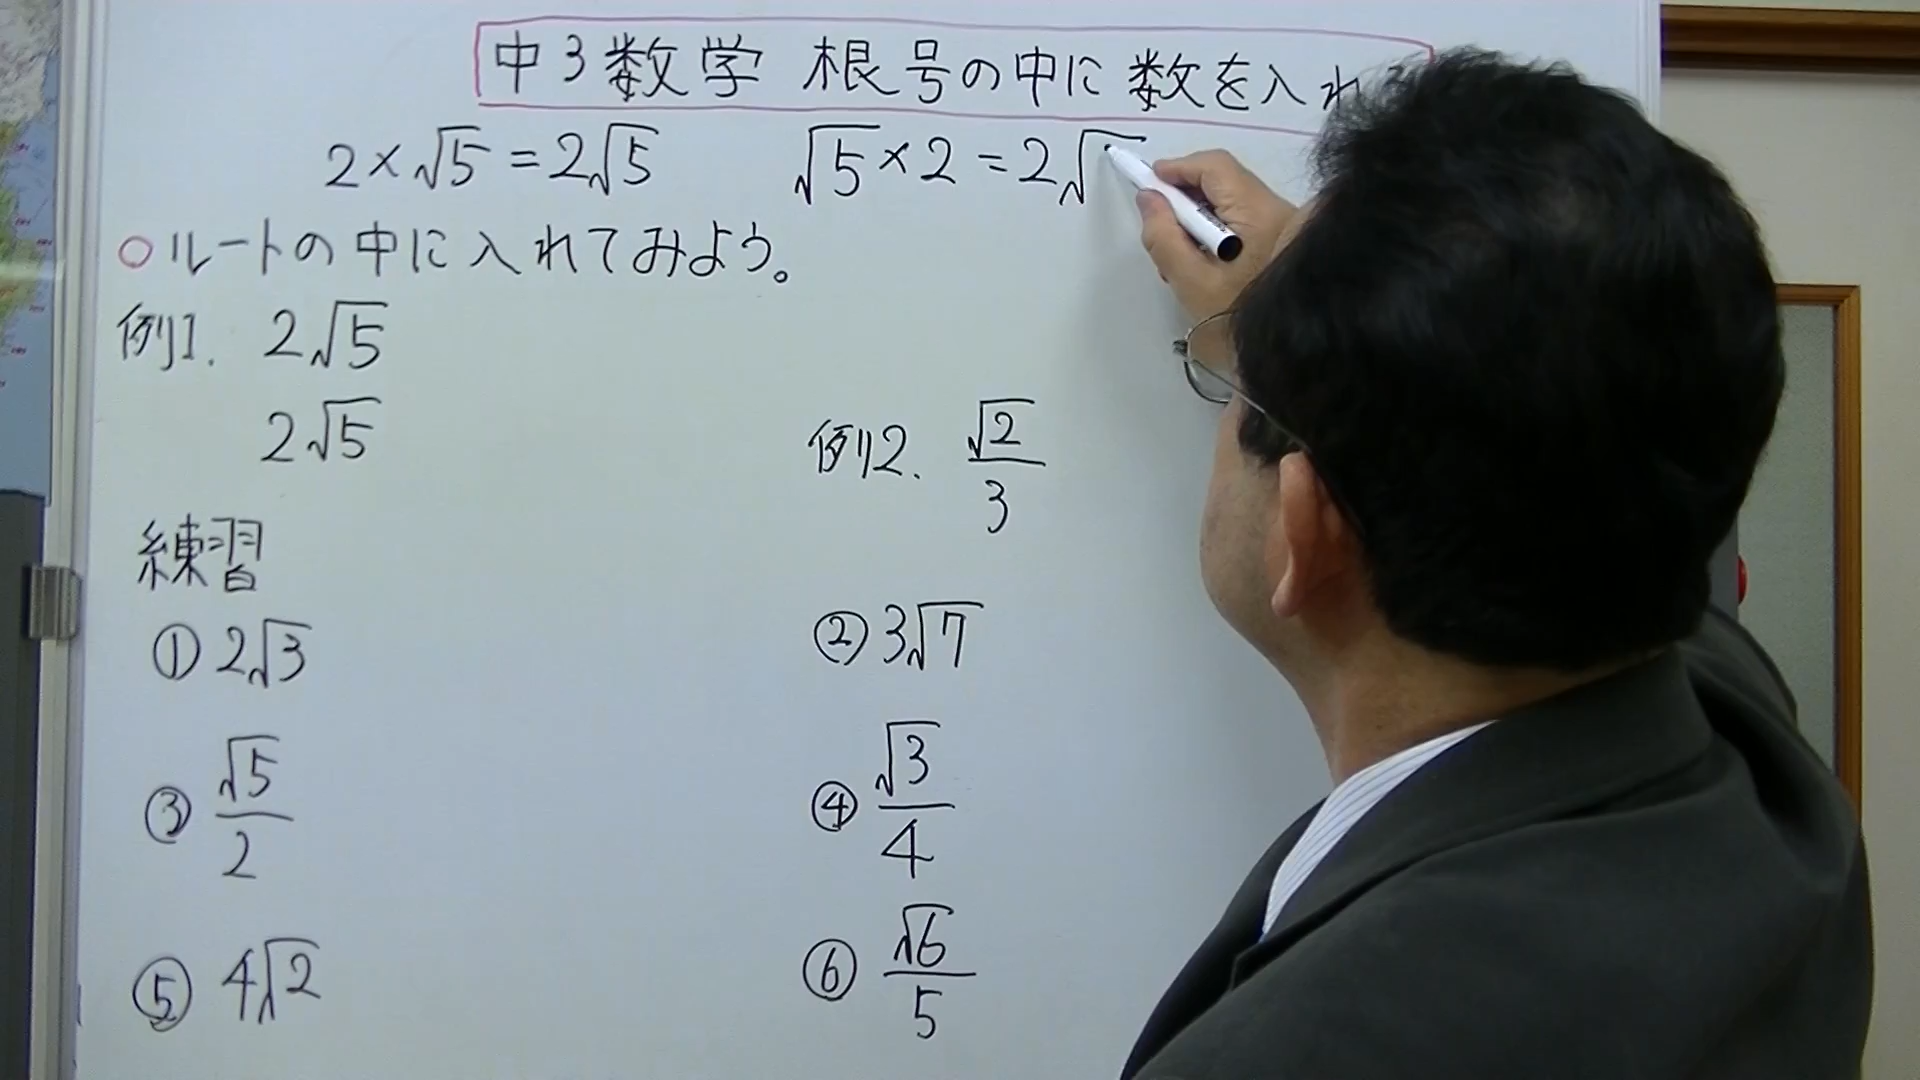 中3数学 根号の中に数を入れ
2×√5=2√5
√5×2=2√
○ルートの中に入れてみよう。
例1. 2√5
2√5
例2. √2/3
練習
① 2√3
② 3√7
③ √5/2
④ √3/4
⑤ 4√2
⑥ √6/5